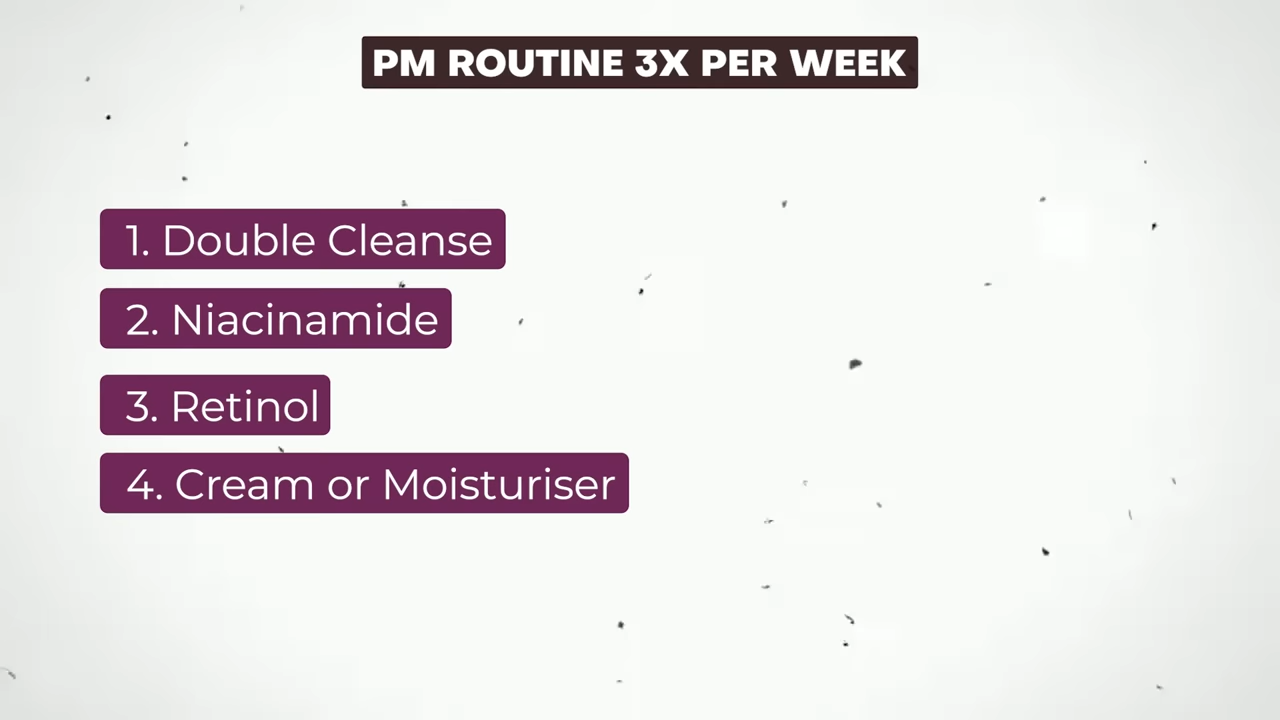 PM ROUTINE 3X PER WEEK
1. Double Cleanse
2. Niacinamide
3. Retinol
4. Cream or Moisturiser